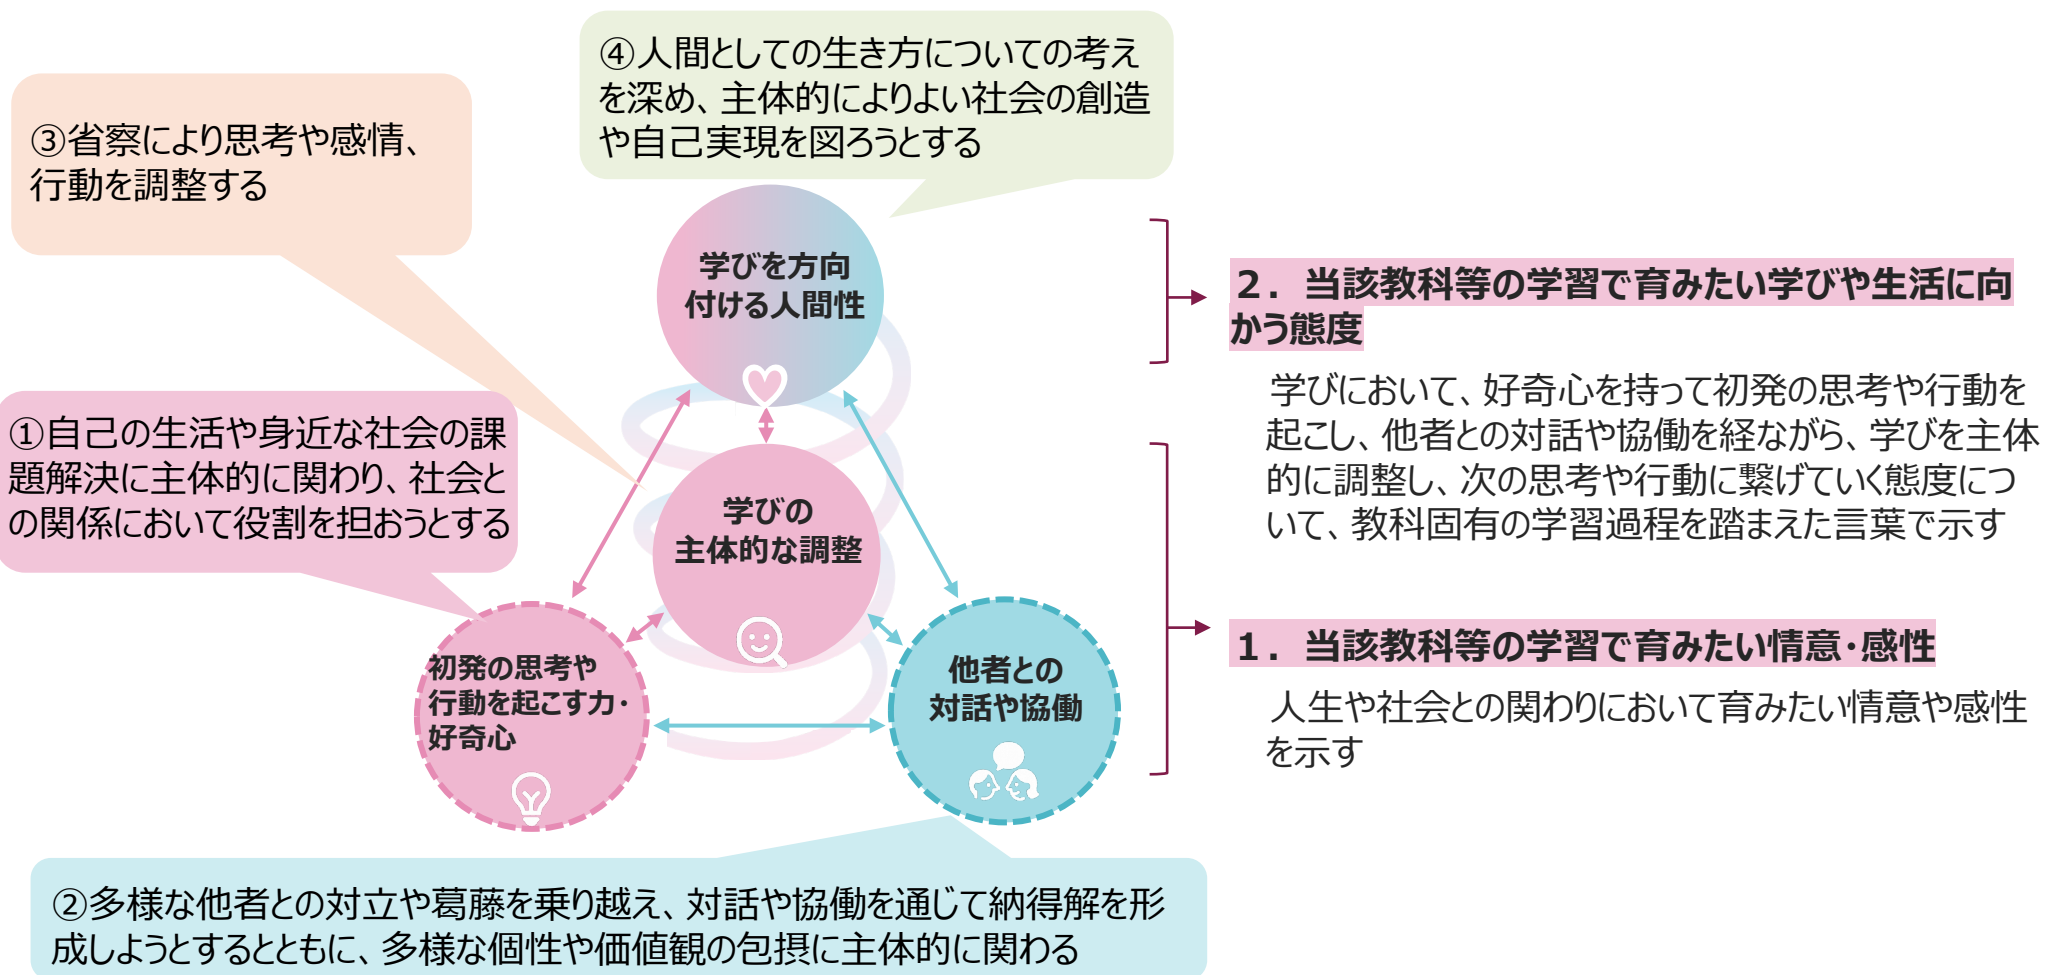 ④人間としての生き方についての考え
を深め、主体的によりよい社会の創造
や自己実現を図ろうとする
③省察により思考や感情、
行動を調整する
①自己の生活や身近な社会の課
題解決に主体的に関わり、社会と
の関係において役割を担おうとする
学びを方向
付ける人間性
学びの
主体的な調整
初発の思考や
行動を起こす力・
好奇心
他者との
対話や協働
②多様な他者との対立や葛藤を乗り越え、対話や協働を通じて納得解を形
成しようとするとともに、多様な個性や価値観の包摂に主体的に関わる
２．当該教科等の学習で育みたい学びや生活に向
かう態度
学びにおいて、好奇心を持って初発の思考や行動を
起こし、他者との対話や協働を経ながら、学びを主体
的に調整し、次の思考や行動に繋げていく態度につ
いて、教科固有の学習過程を踏まえた言葉で示す
１．当該教科等の学習で育みたい情意・感性
人生や社会との関わりにおいて育みたい情意や感性
を示す